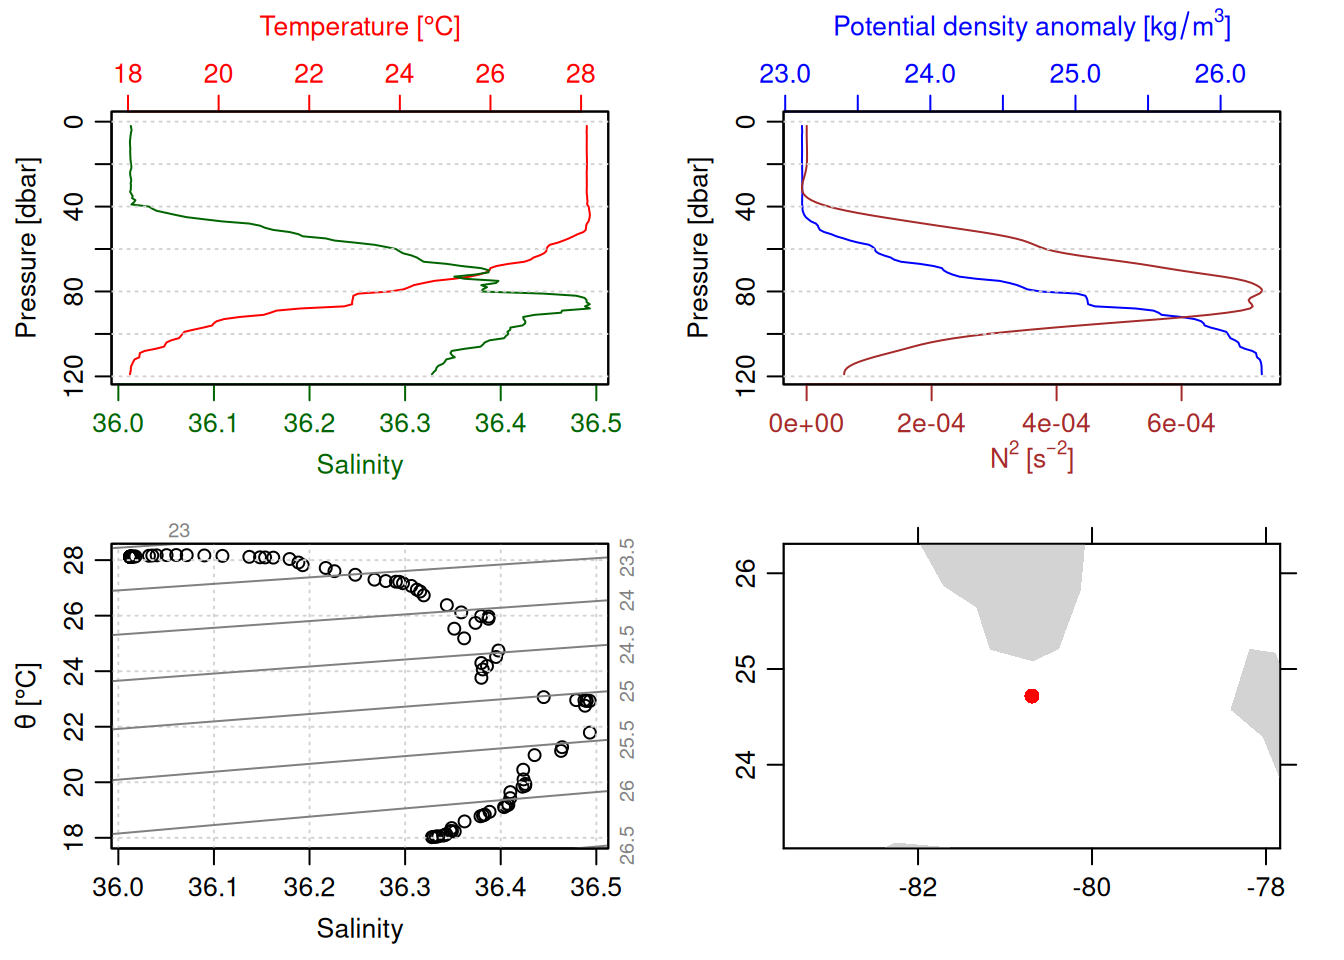 Temperature [°C]
18 20 22 24 26 28
0
40
80
120
Pressure [dbar]
36.0 36.1 36.2 36.3 36.4 36.5
Salinity
Potential density anomaly [kg/m³]
23.0 24.0 25.0 26.0
0
40
80
120
Pressure [dbar]
0e+00 2e-04 4e-04 6e-04
N² [s⁻²]
23
28
26
24
22
20
18
θ [°C]
23.5
24
24.5
25
25.5
26
26.5
36.0 36.1 36.2 36.3 36.4 36.5
Salinity
26
25
24
-82 -80 -78